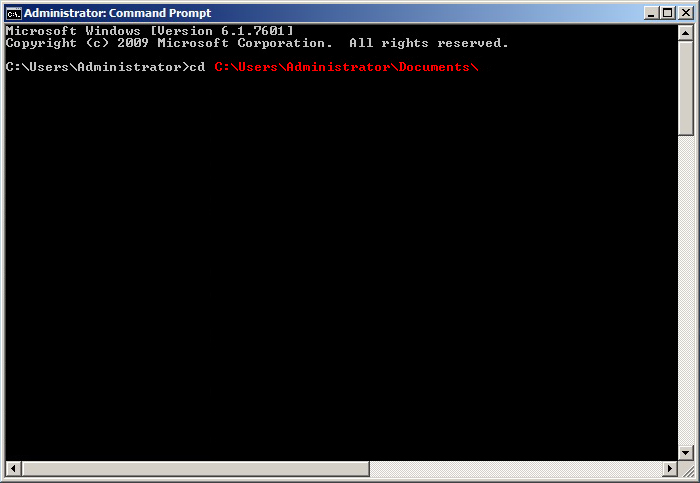 Administrator: Command Prompt
Microsoft Windows [Version 6.1.7601]
Copyright (c) 2009 Microsoft Corporation.  All rights reserved.
C:\Users\Administrator>cd C:\Users\Administrator\Documents\